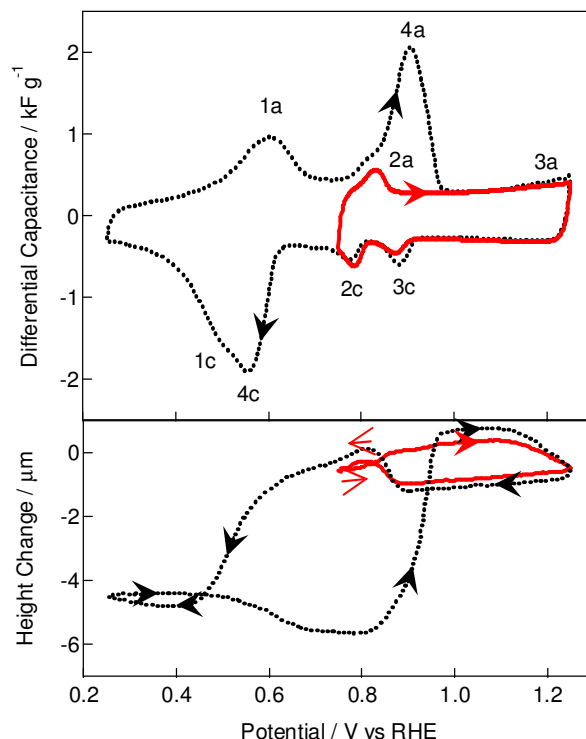 4a
2
1a
1
2a
3a
0
2c
3c
-1
1c
4c
-2
Differential Capacitance / kF g⁻¹
0
-2
-4
-6
Height Change / μm
0.2 0.4 0.6 0.8 1.0 1.2
Potential / V vs RHE